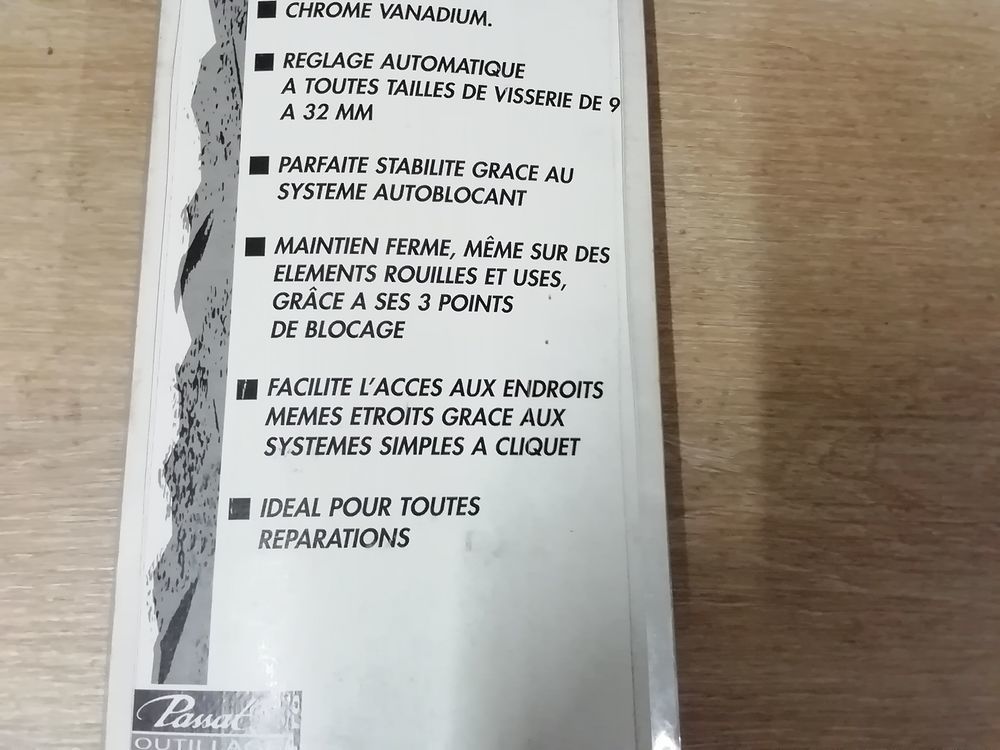 CHROME VANADIUM.
REGLAGE AUTOMATIQUE
A TOUTES TAILLES DE VISSERIE DE 9
A 32 MM
PARFAITE STABILITE GRACE AU
SYSTEME AUTOBLOCANT
MAINTIEN FERME, MÊME SUR DES
ELEMENTS ROUILLES ET USES,
GRÂCE A SES 3 POINTS
DE BLOCAGE
FACILITE L'ACCES AUX ENDROITS
MEMES ETROITS GRACE AUX
SYSTEMES SIMPLES A CLIQUET
IDEAL POUR TOUTES
REPARATIONS
Passat
OUTILLAGE